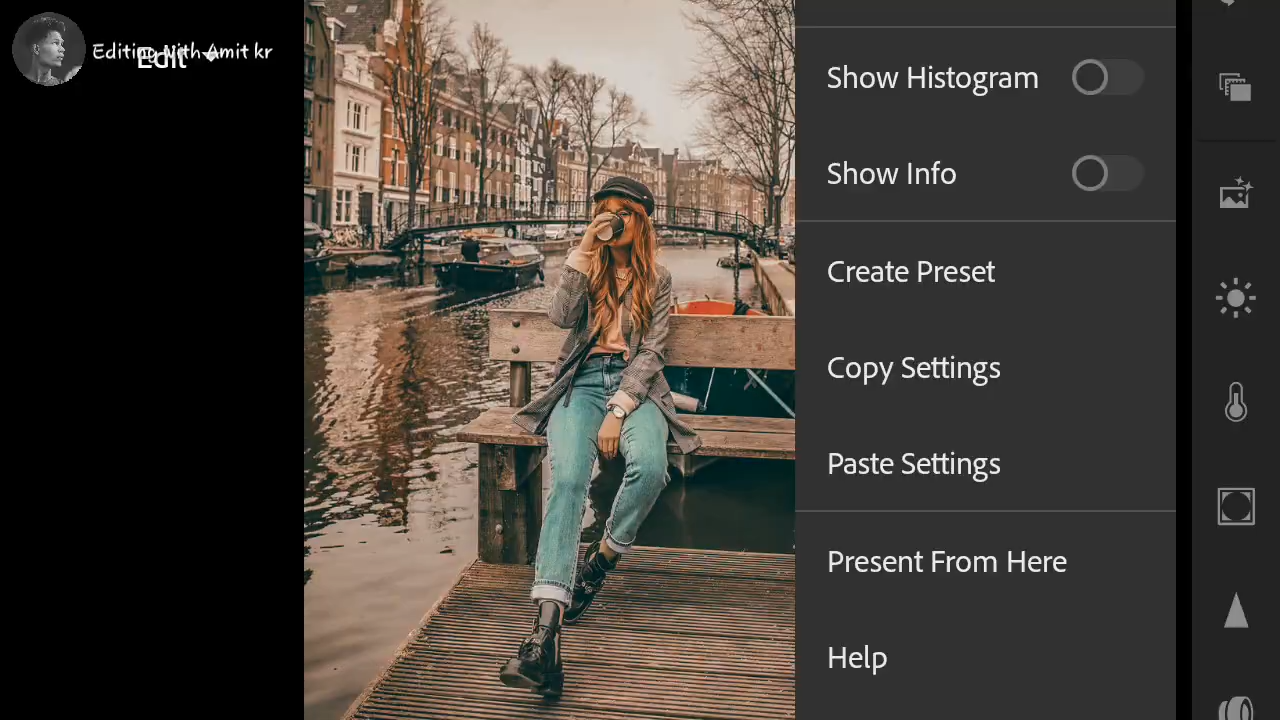 Editing with Amit kr
Edit
Show Histogram
Show Info
Create Preset
Copy Settings
Paste Settings
Present From Here
Help